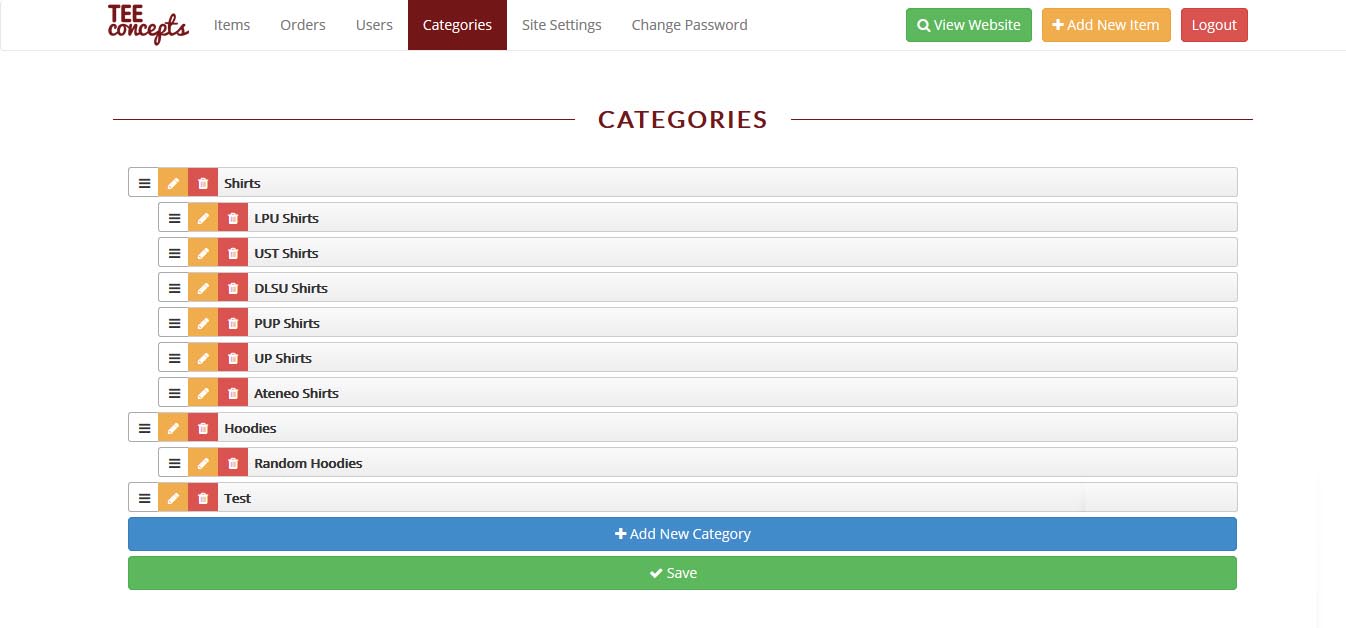 TEE
concepts
Items Orders Users Categories Site Settings Change Password View Website Add New Item Logout
CATEGORIES
Shirts
LPU Shirts
UST Shirts
DLSU Shirts
PUP Shirts
UP Shirts
Ateneo Shirts
Hoodies
Random Hoodies
Test
Add New Category
Save